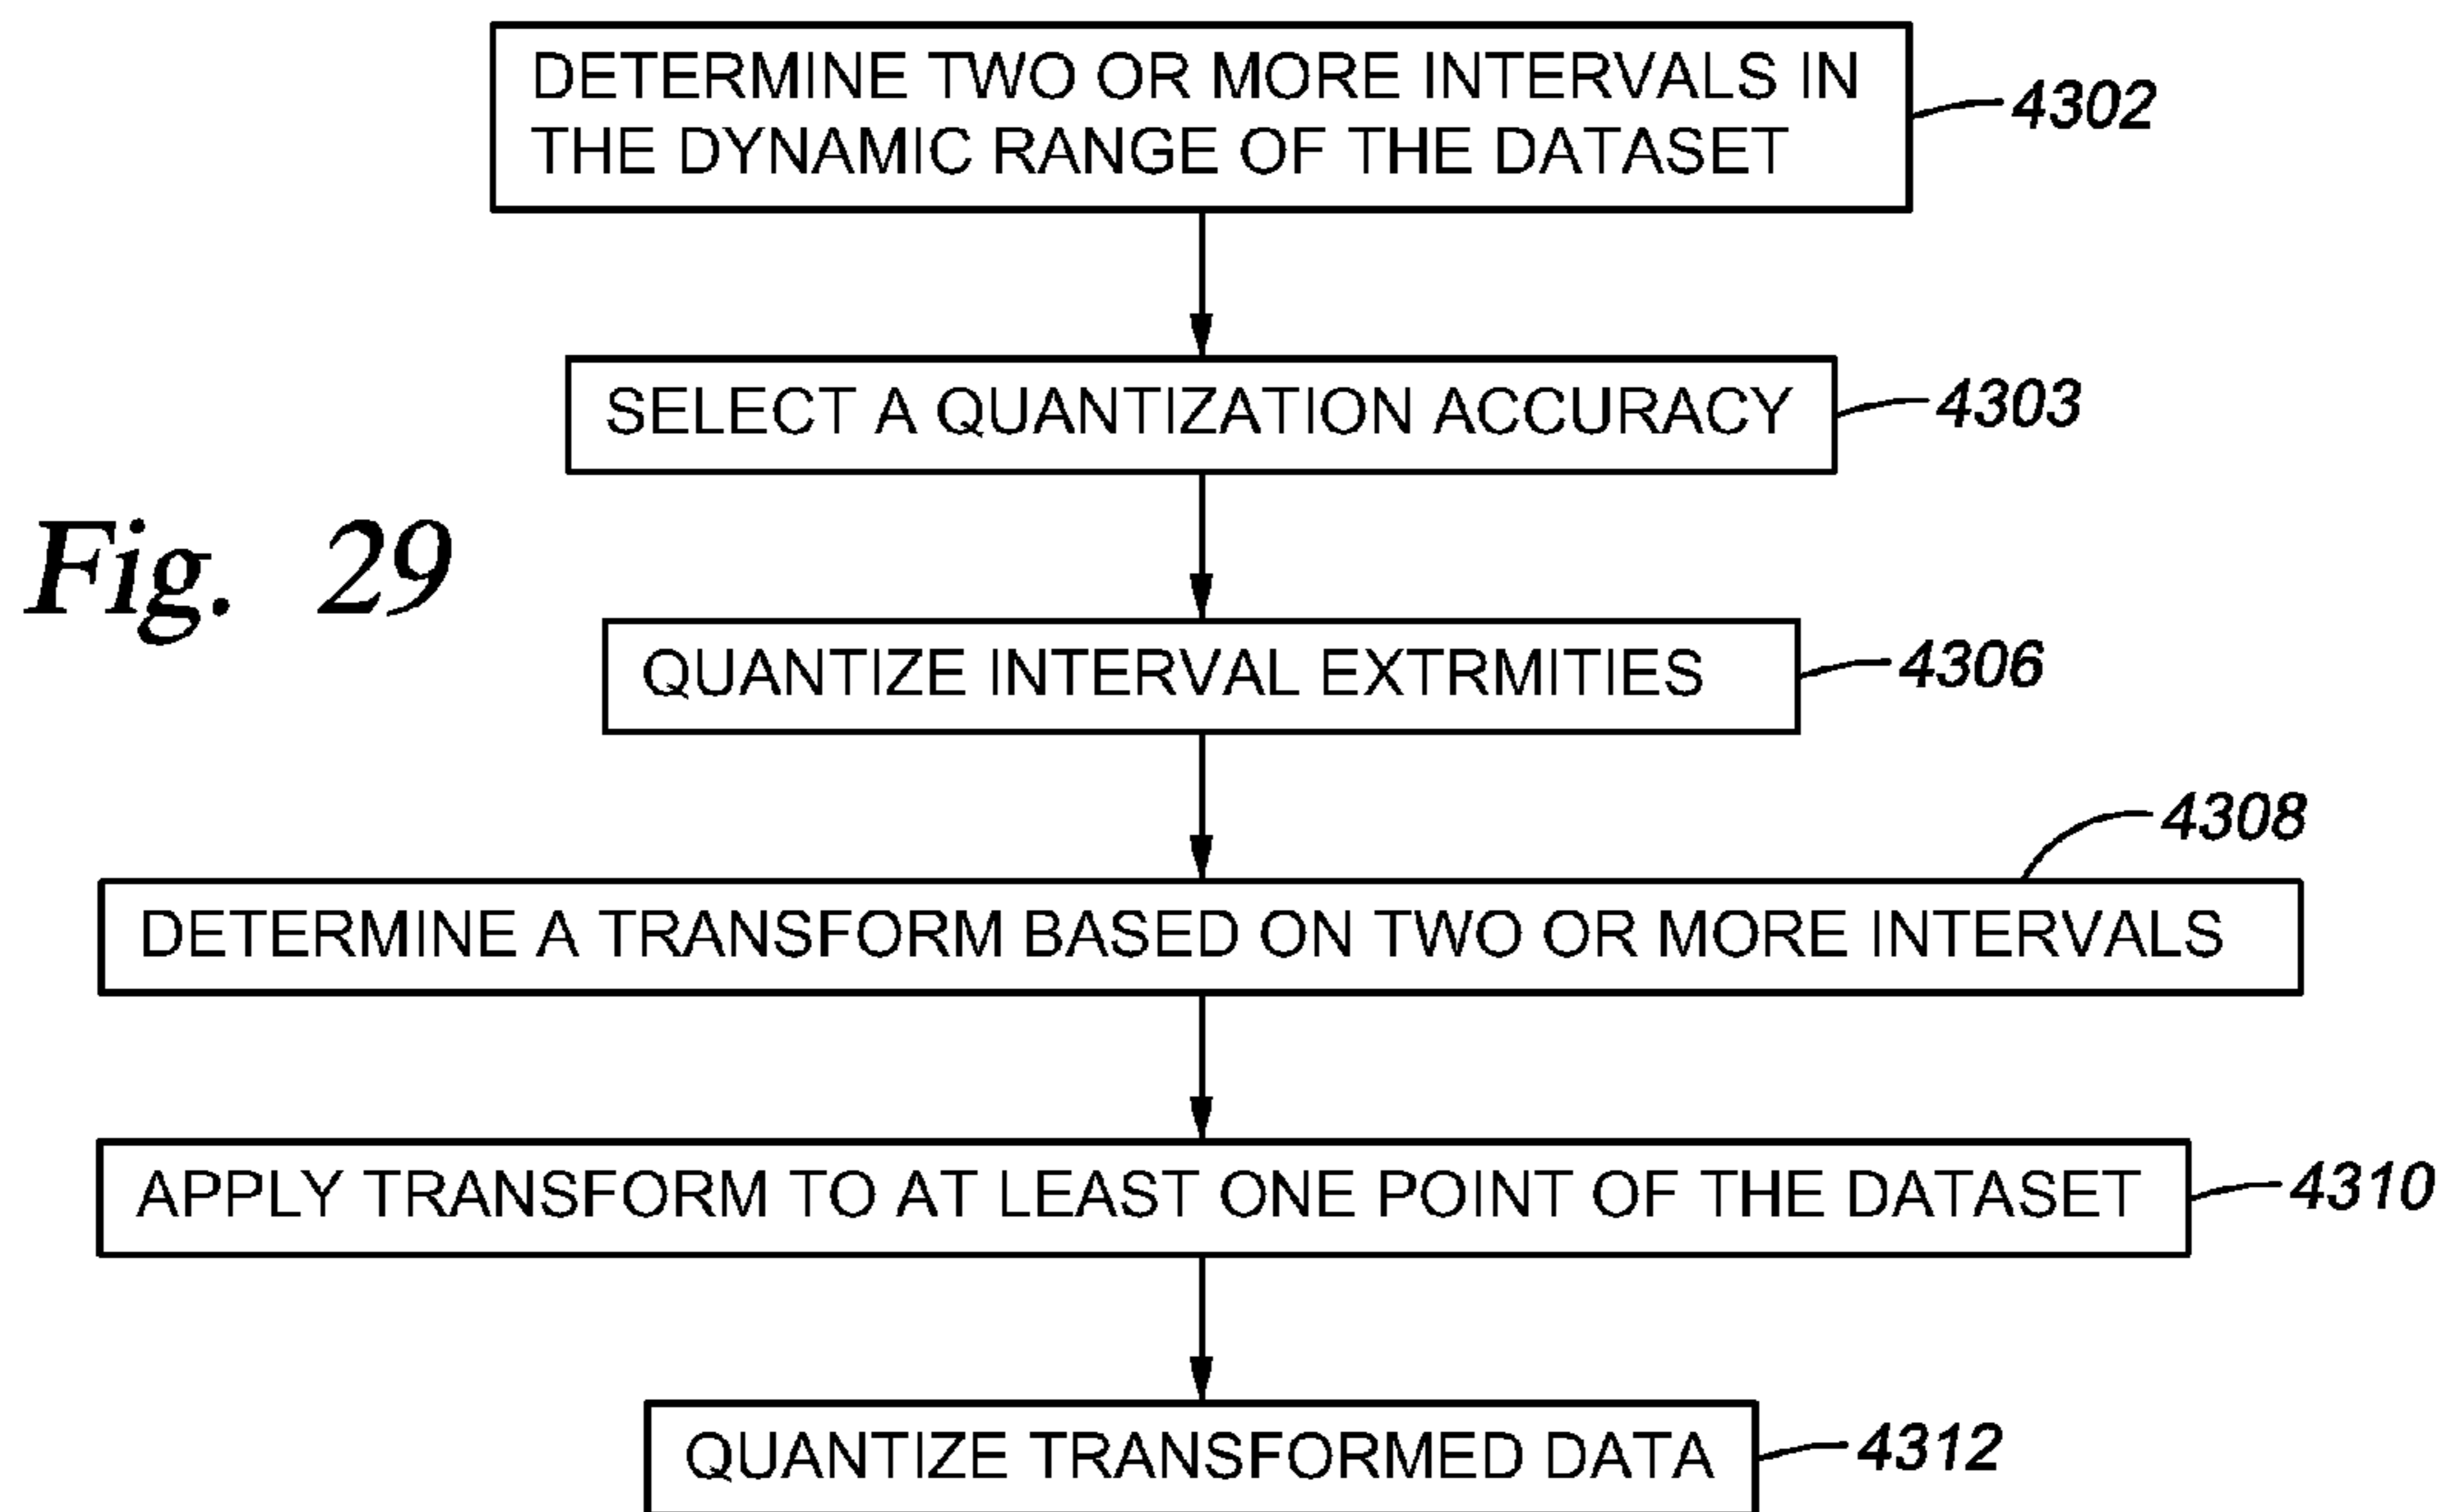 DETERMINE TWO OR MORE INTERVALS IN
THE DYNAMIC RANGE OF THE DATASET
4302
SELECT A QUANTIZATION ACCURACY
4303
Fig. 29
QUANTIZE INTERVAL EXTRMITIES
4306
4308
DETERMINE A TRANSFORM BASED ON TWO OR MORE INTERVALS
APPLY TRANSFORM TO AT LEAST ONE POINT OF THE DATASET
4310
QUANTIZE TRANSFORMED DATA
4312